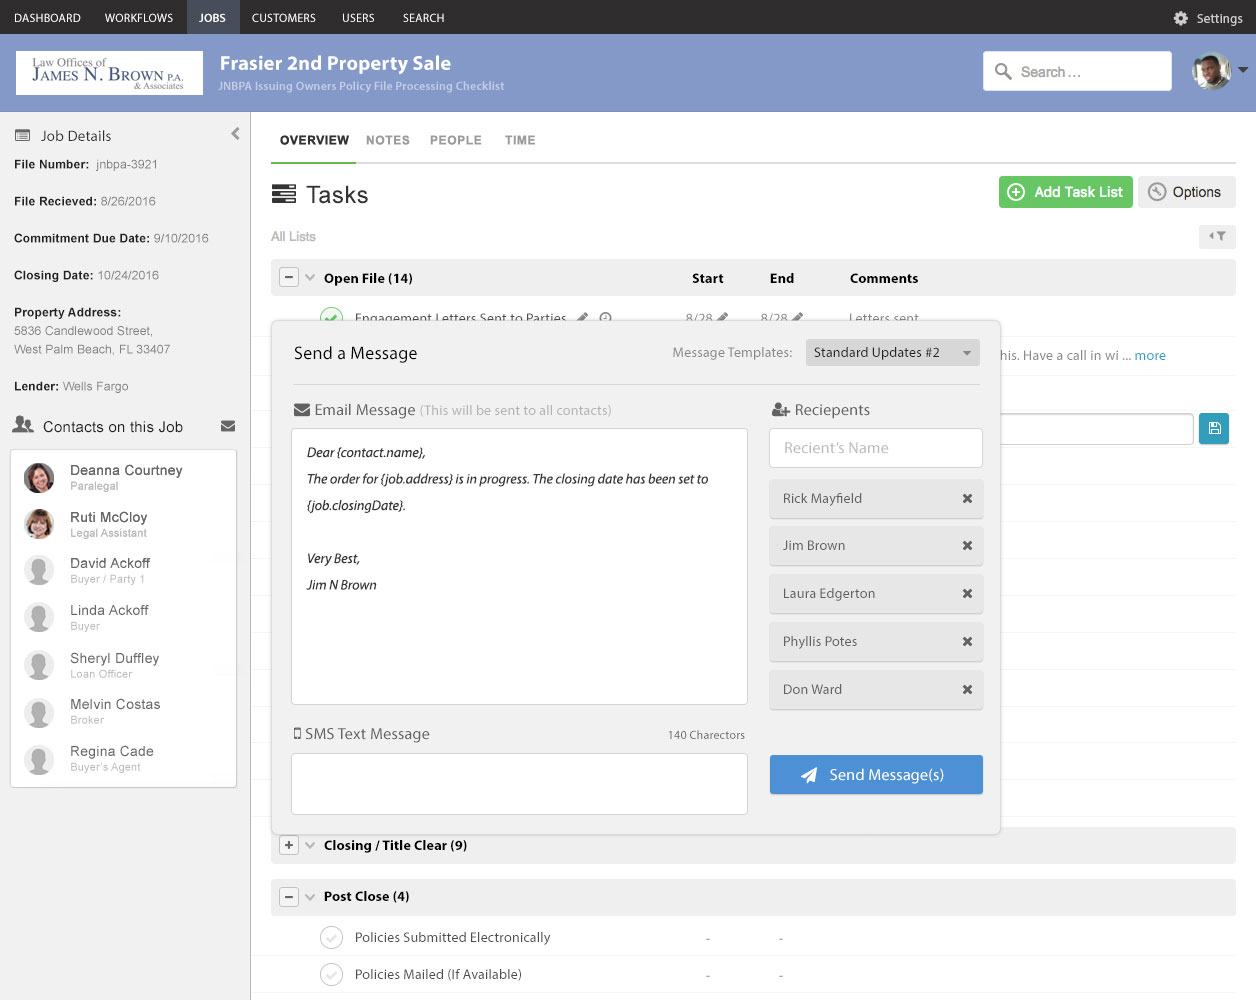 DASHBOARD WORKFLOWS JOBS CUSTOMERS USERS SEARCH Settings
Law Offices of
JAMES N. BROWN P.A.
& Associates
Frasier 2nd Property Sale
JNBPA Issuing Owners Policy File Processing Checklist
Search ...
Job Details
File Number: jnbpa-3921
File Recieved: 8/26/2016
Commitment Due Date: 9/10/2016
Closing Date: 10/24/2016
Property Address:
5836 Candlewood Street,
West Palm Beach, FL 33407
Lender: Wells Fargo
Contacts on this Job
Deanna Courtney
Paralegal
Ruti McCloy
Legal Assistant
David Ackoff
Buyer / Party 1
Linda Ackoff
Buyer
Sheryl Duffley
Loan Officer
Melvin Costas
Broker
Regina Cade
Buyer's Agent
OVERVIEW NOTES PEOPLE TIME
Tasks
Add Task List
Options
All Lists
Open File (14) Start End Comments
Engagement Letters Sent to Parties 8/28 8/28 Letters sent
his. Have a call in wi ... more
Send a Message
Message Templates: Standard Updates #2
Email Message (This will be sent to all contacts)
Dear {contact.name},
The order for {job.address} is in progress. The closing date has been set to
{job.closingDate}.
Very Best,
Jim N Brown
Reciepents
Recient's Name
Rick Mayfield
Jim Brown
Laura Edgerton
Phyllis Potes
Don Ward
SMS Text Message 140 Charectors
Send Message(s)
Closing / Title Clear (9)
Post Close (4)
Policies Submitted Electronically - -
Policies Mailed (If Available) - -